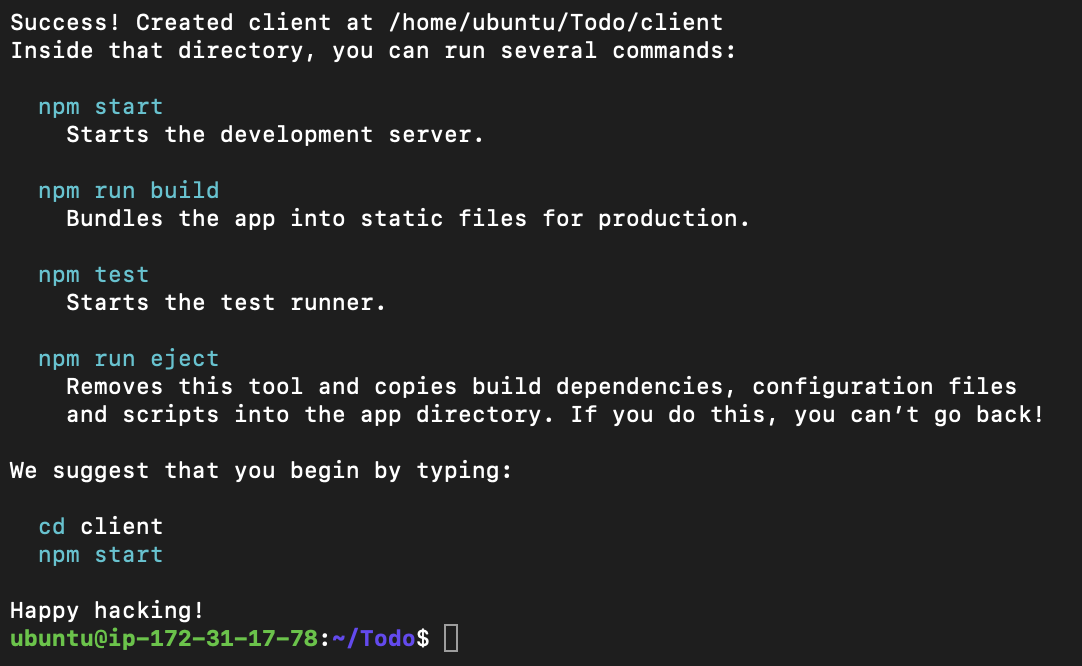 Success! Created client at /home/ubuntu/Todo/client
Inside that directory, you can run several commands:
npm start
Starts the development server.
npm run build
Bundles the app into static files for production.
npm test
Starts the test runner.
npm run eject
Removes this tool and copies build dependencies, configuration files
and scripts into the app directory. If you do this, you can’t go back!
We suggest that you begin by typing:
cd client
npm start
Happy hacking!
ubuntu@ip-172-31-17-78:~/Todo$